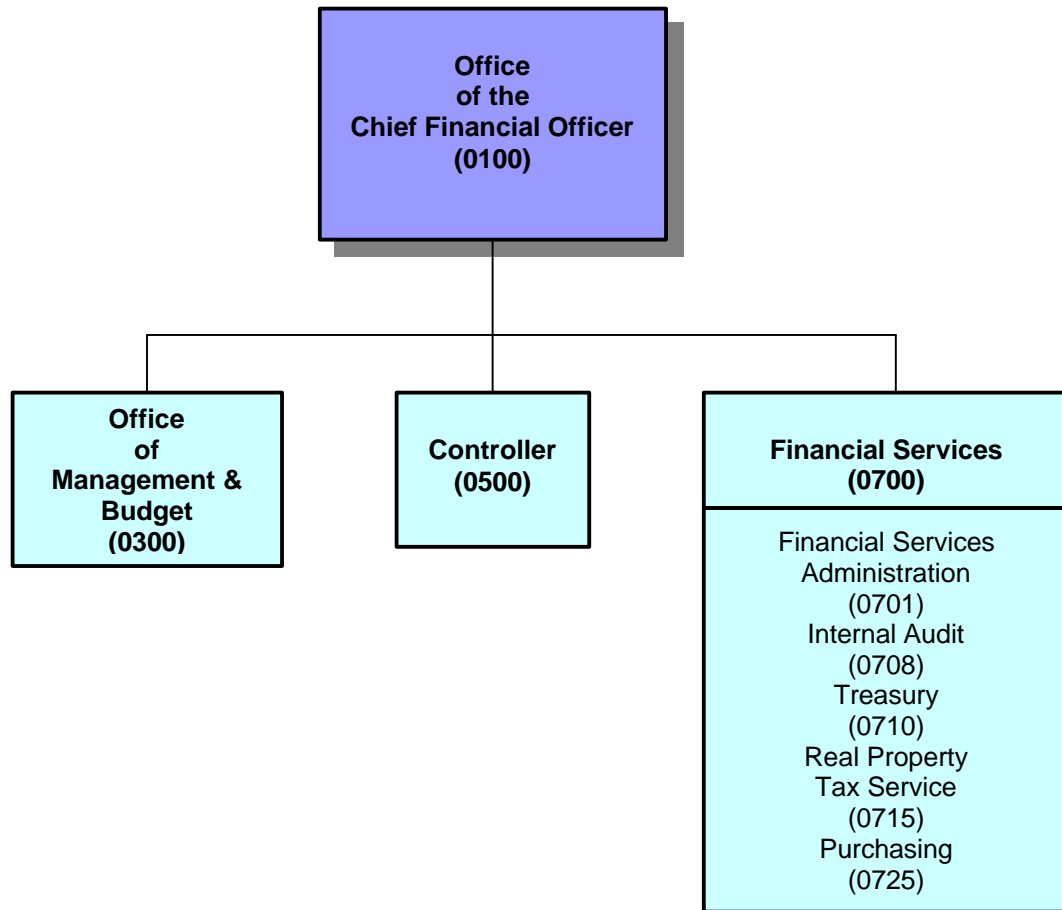 Office
of the
Chief Financial Officer
(0100)
Office
of
Management &
Budget
(0300)
Controller
(0500)
Financial Services
(0700)
Financial Services
Administration
(0701)
Internal Audit
(0708)
Treasury
(0710)
Real Property
Tax Service
(0715)
Purchasing
(0725)